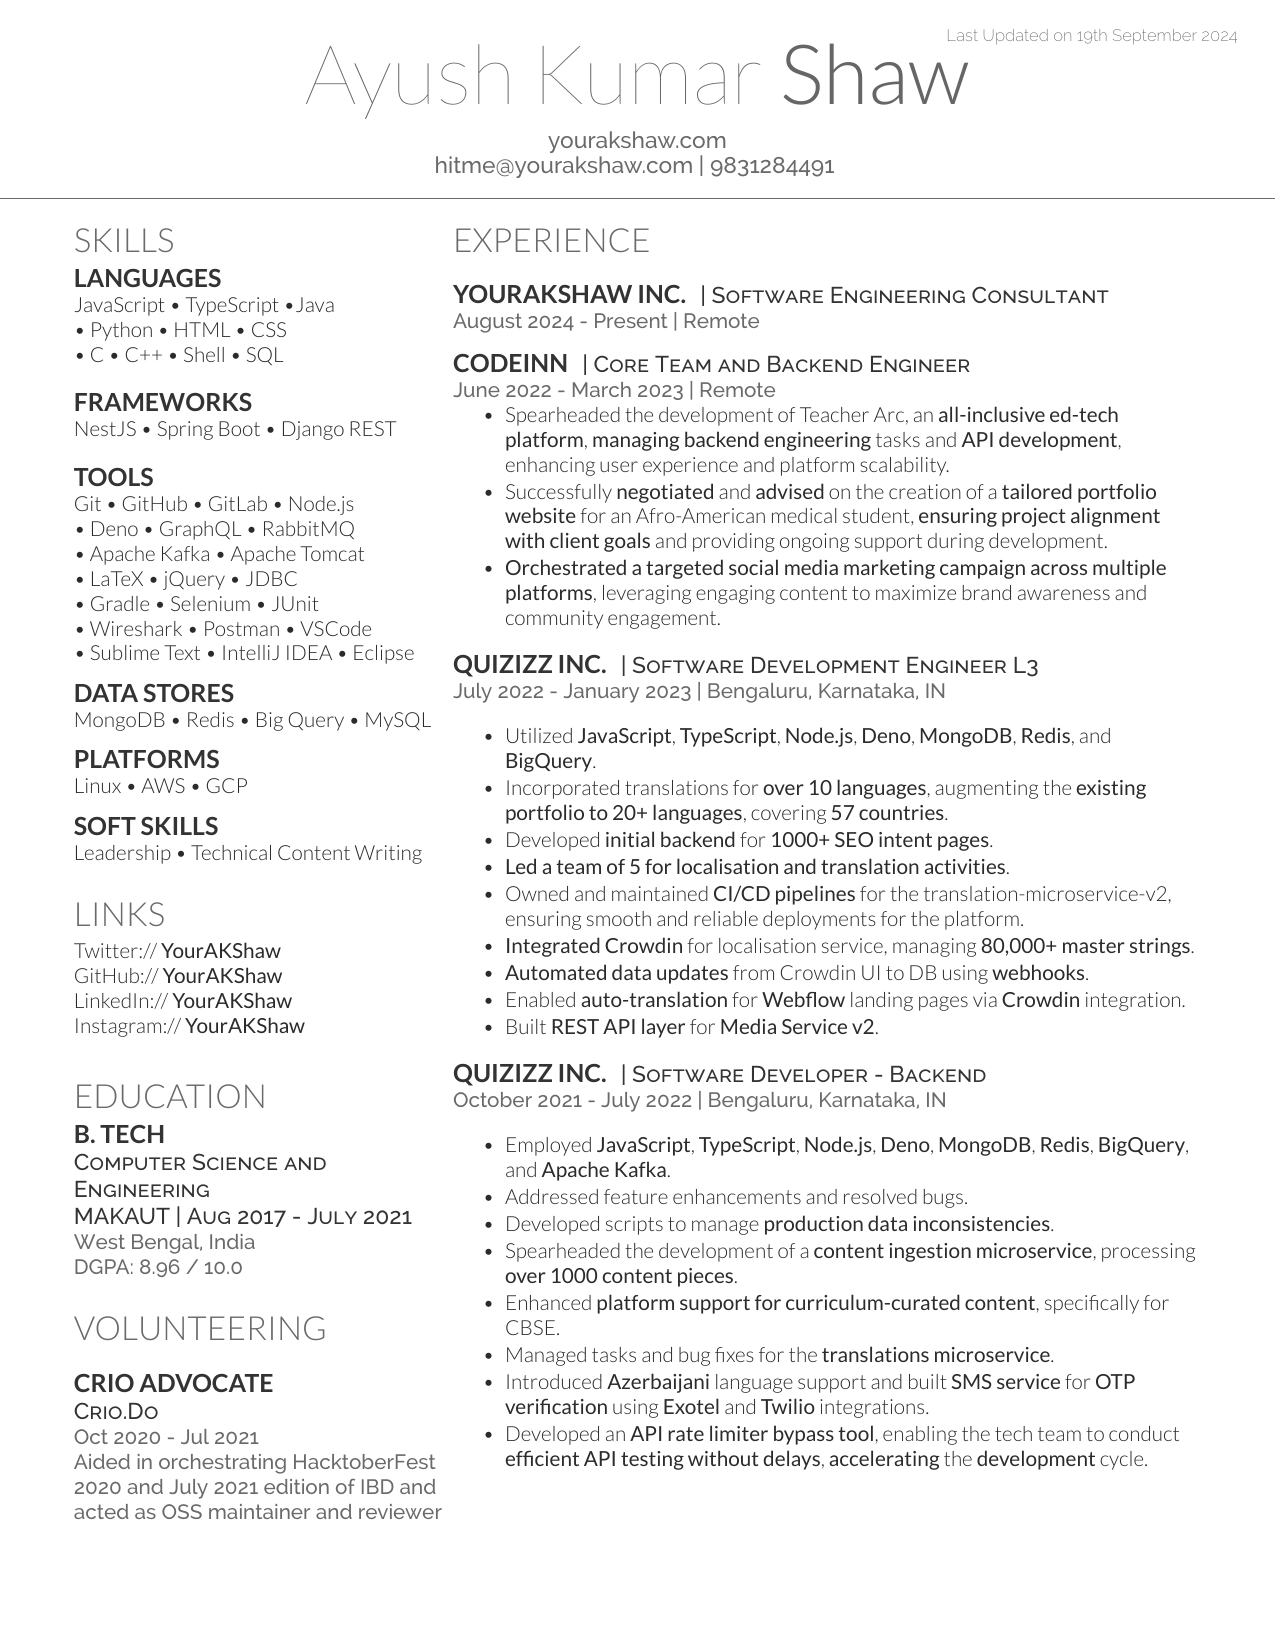 Last Updated on 19th September 2024
Ayush Kumar Shaw
yourakshaw.com
hitme@yourakshaw.com | 9831284491
SKILLS
LANGUAGES
JavaScript • TypeScript •Java
• Python • HTML • CSS
• C • C++ • Shell • SQL
FRAMEWORKS
NestJS • Spring Boot • Django REST
TOOLS
Git • GitHub • GitLab • Node.js
• Deno • GraphQL • RabbitMQ
• Apache Kafka • Apache Tomcat
• LaTeX • jQuery • JDBC
• Gradle • Selenium • JUnit
• Wireshark • Postman • VSCode
• Sublime Text • IntelliJ IDEA • Eclipse
DATA STORES
MongoDB • Redis • Big Query • MySQL
PLATFORMS
Linux • AWS • GCP
SOFT SKILLS
Leadership • Technical Content Writing
LINKS
Twitter:// YourAKShaw
GitHub:// YourAKShaw
LinkedIn:// YourAKShaw
Instagram:// YourAKShaw
EDUCATION
B. TECH
Computer Science and
Engineering
MAKAUT | Aug 2017 - July 2021
West Bengal, India
DGPA: 8.96 / 10.0
VOLUNTEERING
CRIO ADVOCATE
Crio.Do
Oct 2020 - Jul 2021
Aided in orchestrating HacktoberFest
2020 and July 2021 edition of IBD and
acted as OSS maintainer and reviewer
EXPERIENCE
YOURAKSHAW INC. | Software Engineering Consultant
August 2024 - Present | Remote
CODEINN | Core Team and Backend Engineer
June 2022 - March 2023 | Remote
• Spearheaded the development of Teacher Arc, an all-inclusive ed-tech
platform, managing backend engineering tasks and API development,
enhancing user experience and platform scalability.
• Successfully negotiated and advised on the creation of a tailored portfolio
website for an Afro-American medical student, ensuring project alignment
with client goals and providing ongoing support during development.
• Orchestrated a targeted social media marketing campaign across multiple
platforms, leveraging engaging content to maximize brand awareness and
community engagement.
QUIZIZZ INC. | Software Development Engineer L3
July 2022 - January 2023 | Bengaluru, Karnataka, IN
• Utilized JavaScript, TypeScript, Node.js, Deno, MongoDB, Redis, and
BigQuery.
• Incorporated translations for over 10 languages, augmenting the existing
portfolio to 20+ languages, covering 57 countries.
• Developed initial backend for 1000+ SEO intent pages.
• Led a team of 5 for localisation and translation activities.
• Owned and maintained CI/CD pipelines for the translation-microservice-v2,
ensuring smooth and reliable deployments for the platform.
• Integrated Crowdin for localisation service, managing 80,000+ master strings.
• Automated data updates from Crowdin UI to DB using webhooks.
• Enabled auto-translation for Webflow landing pages via Crowdin integration.
• Built REST API layer for Media Service v2.
QUIZIZZ INC. | Software Developer - Backend
October 2021 - July 2022 | Bengaluru, Karnataka, IN
• Employed JavaScript, TypeScript, Node.js, Deno, MongoDB, Redis, BigQuery,
and Apache Kafka.
• Addressed feature enhancements and resolved bugs.
• Developed scripts to manage production data inconsistencies.
• Spearheaded the development of a content ingestion microservice, processing
over 1000 content pieces.
• Enhanced platform support for curriculum-curated content, specifically for
CBSE.
• Managed tasks and bug fixes for the translations microservice.
• Introduced Azerbaijani language support and built SMS service for OTP
verification using Exotel and Twilio integrations.
• Developed an API rate limiter bypass tool, enabling the tech team to conduct
efficient API testing without delays, accelerating the development cycle.